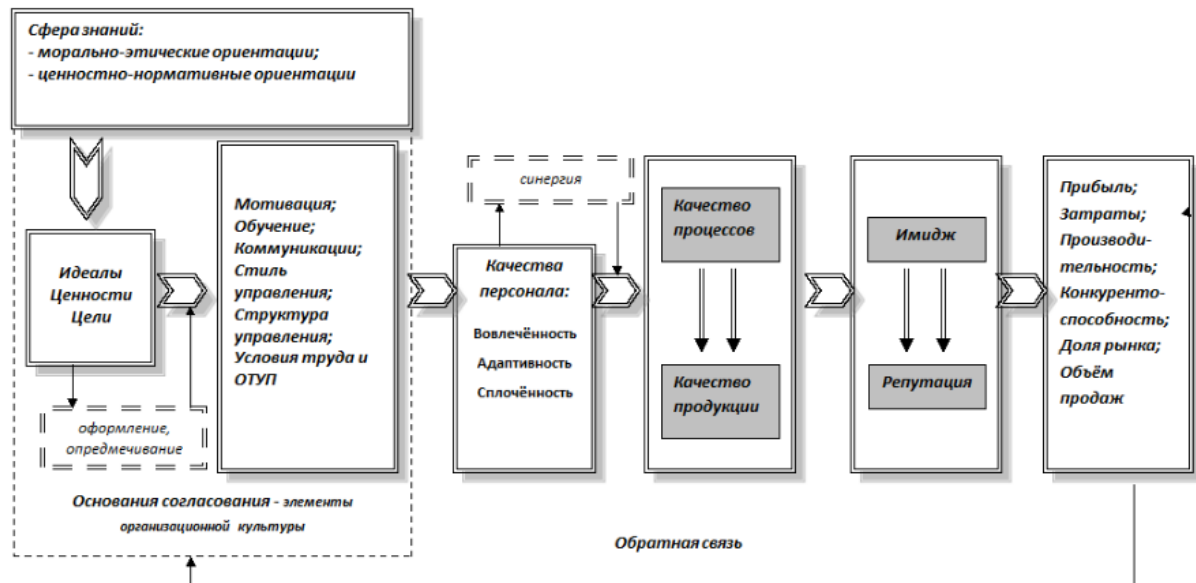 Сфера знаний:
- морально-этические ориентации;
- ценностно-нормативные ориентации
Идеалы
Ценности
Цели
оформление,
опредмечивание
Мотивация;
Обучение;
Коммуникации;
Стиль
управления;
Структура
управления;
Условия труда и
ОТУП
Основания согласования - элементы
организационной культуры
синергия
Качества
персонала:
Вовлечённость
Адаптивность
Сплочённость
Качество
процессов
Качество
продукции
Имидж
Репутация
Прибыль;
Затраты;
Производи-
тельность;
Конкуренто-
способность;
Доля рынка;
Объём
продаж
Обратная связь